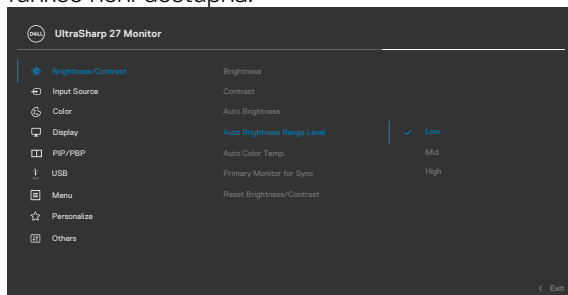 funkce není dostupná.
DELL UltraSharp 27 Monitor
Brightness/Contrast Brightness
Input Source Contrast
Color Auto Brightness
Display Auto Brightness Range Level Low
PIP/PBP Auto Color Temp. Mid
USB Primary Monitor for Sync High
Menu Reset Brightness/Contrast
Personalize
Others
Exit